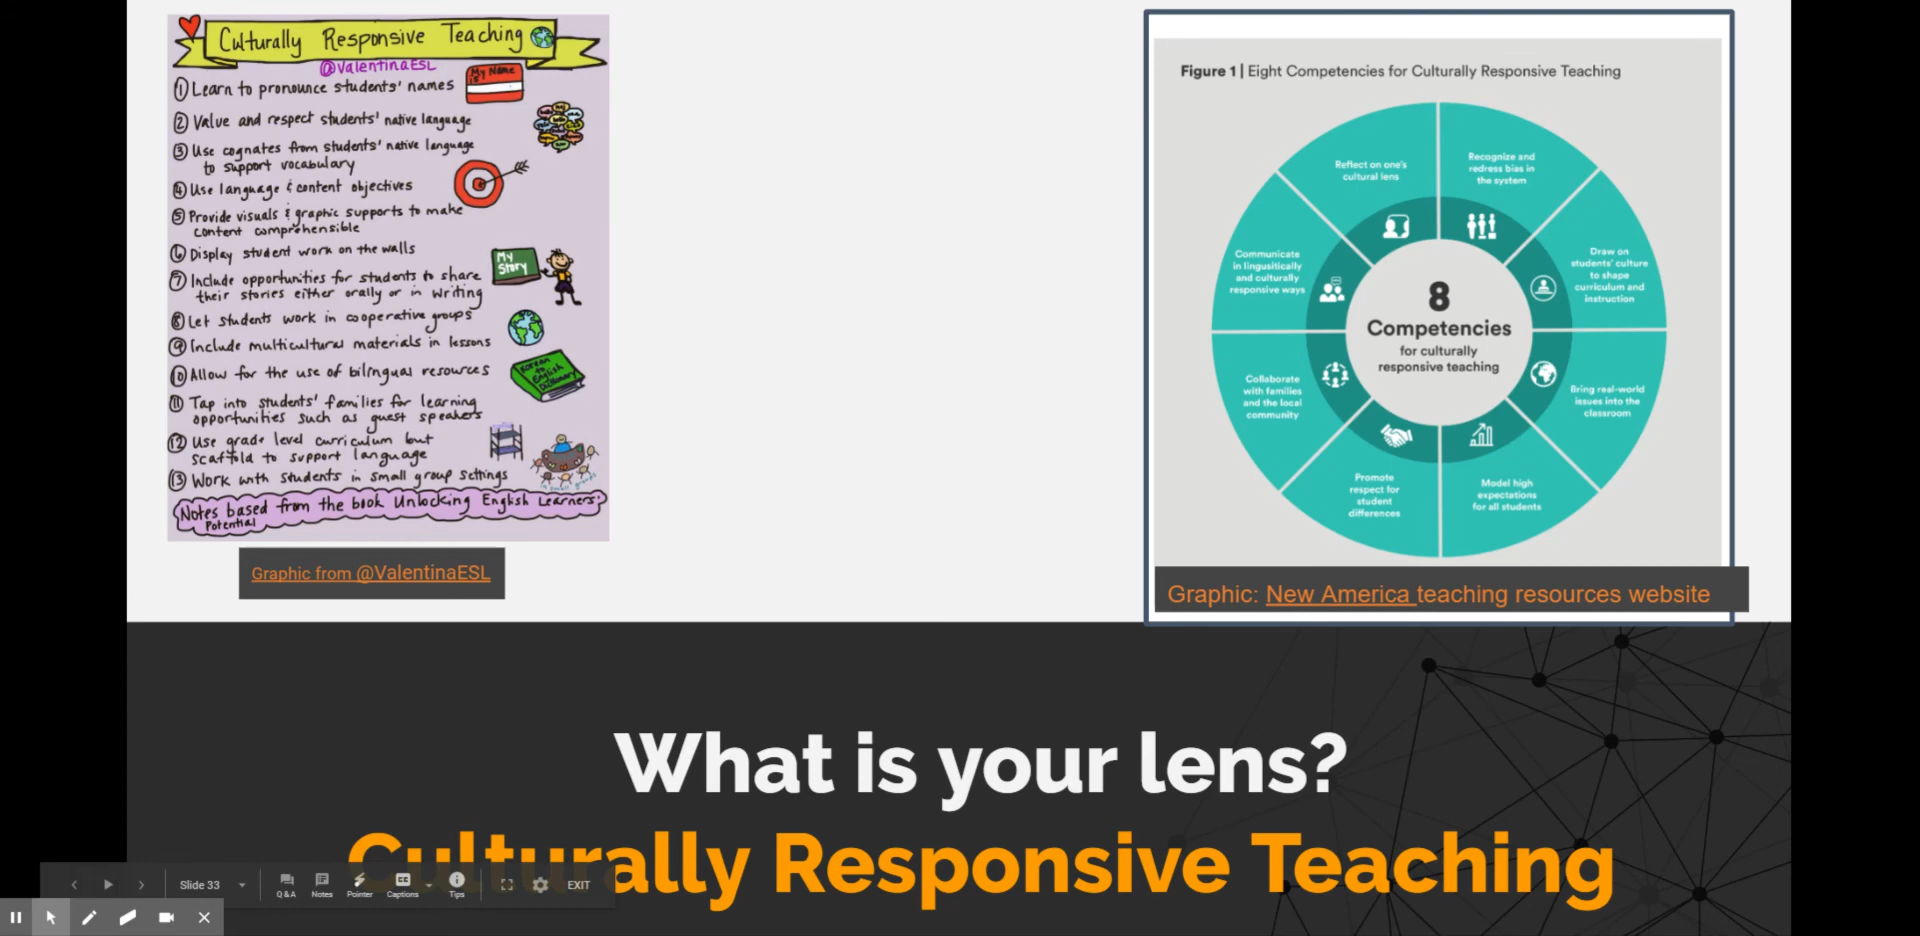 Culturally Responsive Teaching
@ValentinaESL
① Learn to pronounce students' names
My Name is
② Value and respect students' native language
③ Use cognates from students' native language
to support vocabulary
④ Use language & content objectives
⑤ Provide visuals & graphic supports to make
content comprehensible
⑥ Display student work on the walls
⑦ Include opportunities for students to share
their stories either orally or in writing
My
Story
⑧ Let students work in cooperative groups
⑨ Include multicultural materials in lessons
⑩ Allow for the use of bilingual resources
Korean
to
English
Dictionary
⑪ Tap into students' families for learning
opportunities such as guest speakers
⑫ Use grade level curriculum but
scaffold to support language
⑬ Work with students in small group settings
Notes based from the book Unlocking English Learners'
Potential
Graphic from @ValentinaESL
Figure 1 | Eight Competencies for Culturally Responsive Teaching
Reflect on one's
cultural lens
Recognize and
redress bias in
the system
Draw on
students' culture
to shape
curriculum and
instruction
Bring real-world
issues into the
classroom
Model high
expectations
for all students
Promote
respect for
student
differences
Collaborate
with families
and the local
community
Communicate
in lingusitically
and culturally
responsive ways
8
Competencies
for culturally
responsive teaching
Graphic: New America teaching resources website
What is your lens?
Culturally Responsive Teaching
Slide 33
Q&A
Notes
Pointer
CC
Captions
Tips
EXIT